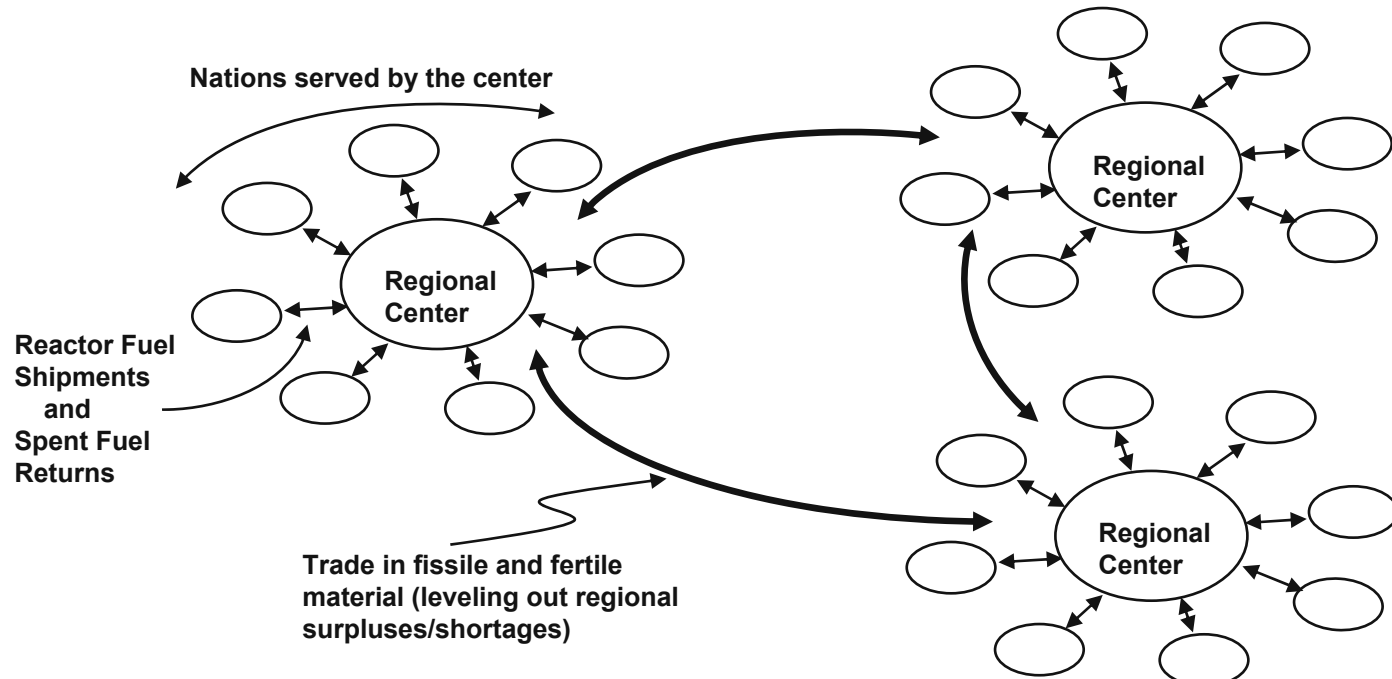 Nations served by the center
Regional
Center
Regional
Center
Reactor Fuel
Shipments
and
Spent Fuel
Returns
Regional
Center
Trade in fissile and fertile
material (leveling out regional
surpluses/shortages)